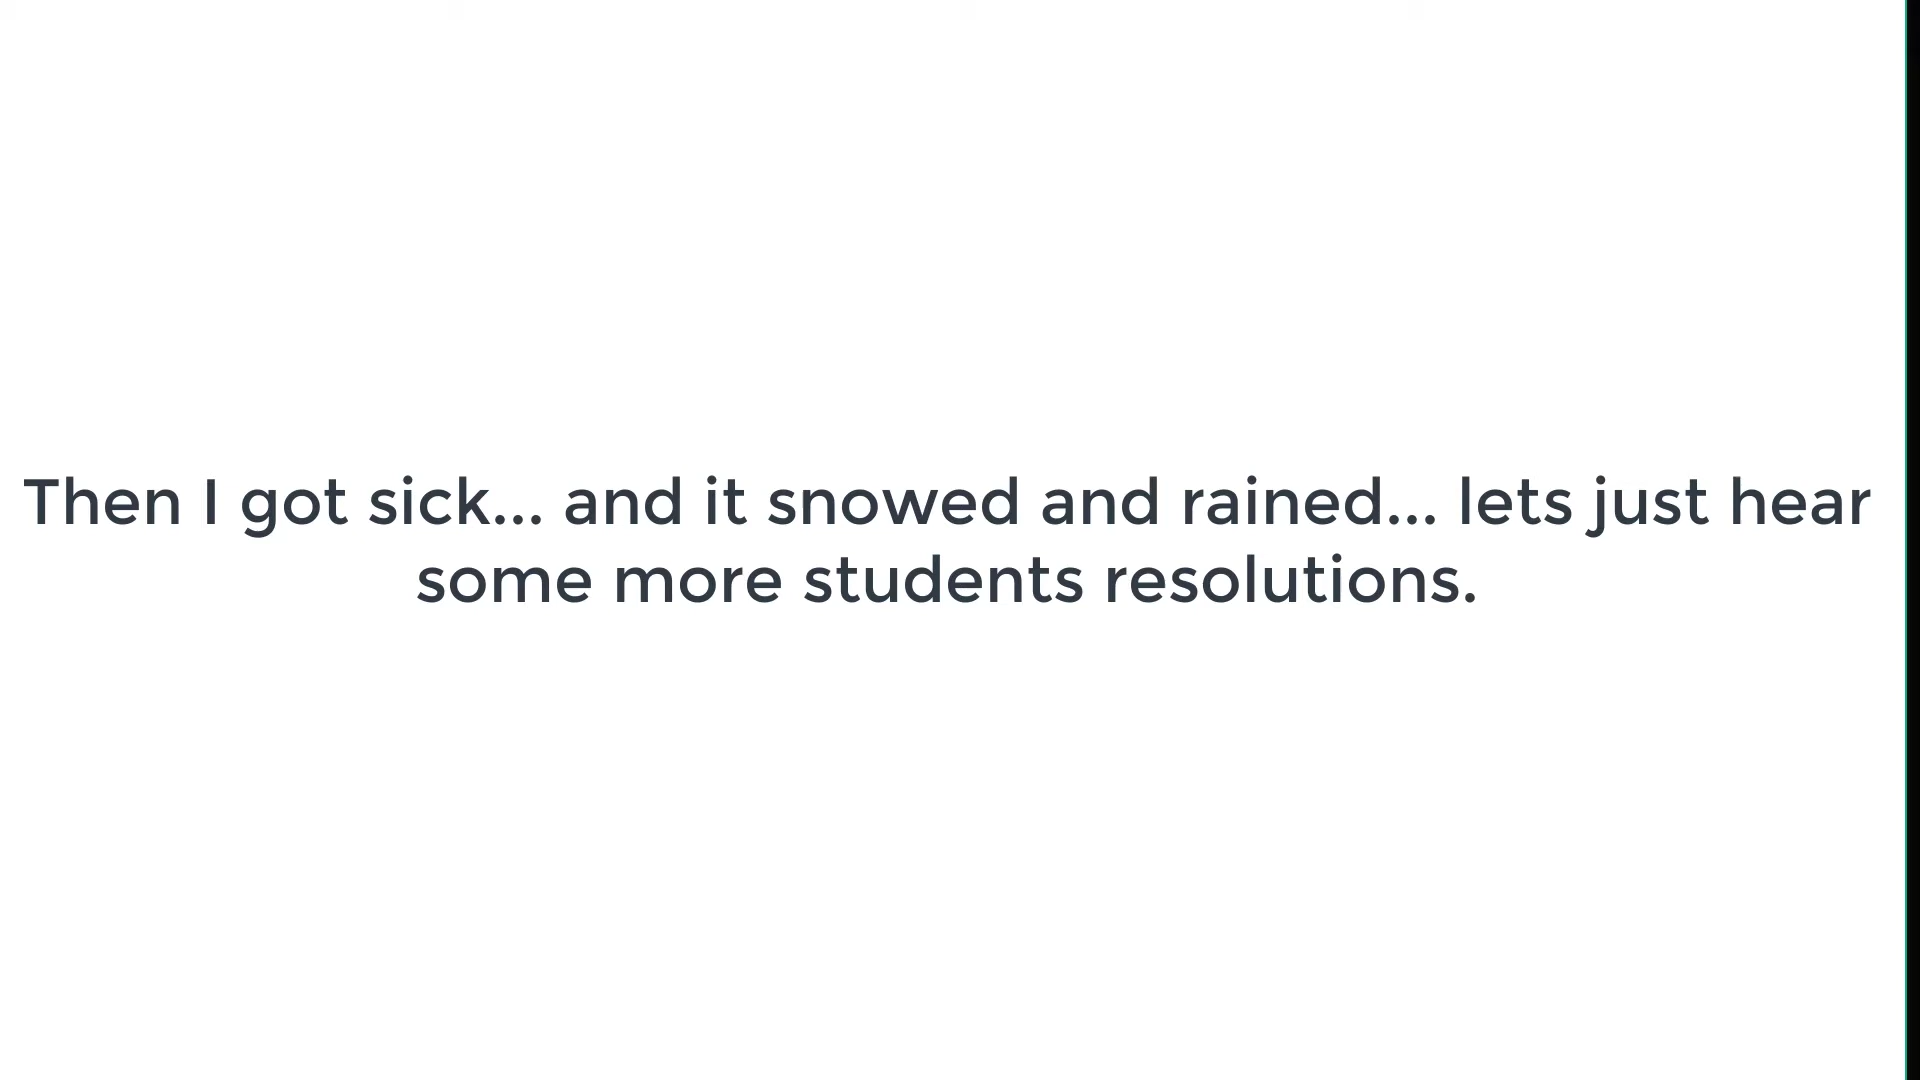 Then I got sick... and it snowed and rained... lets just hear
some more students resolutions.